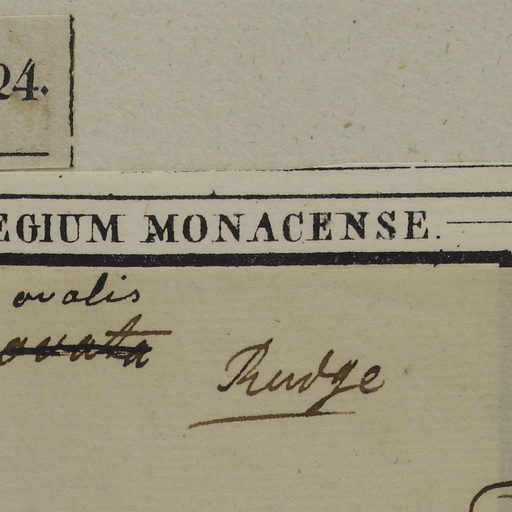 24.
EGIUM MONACENSE.
ovalis
ovata
Rudge